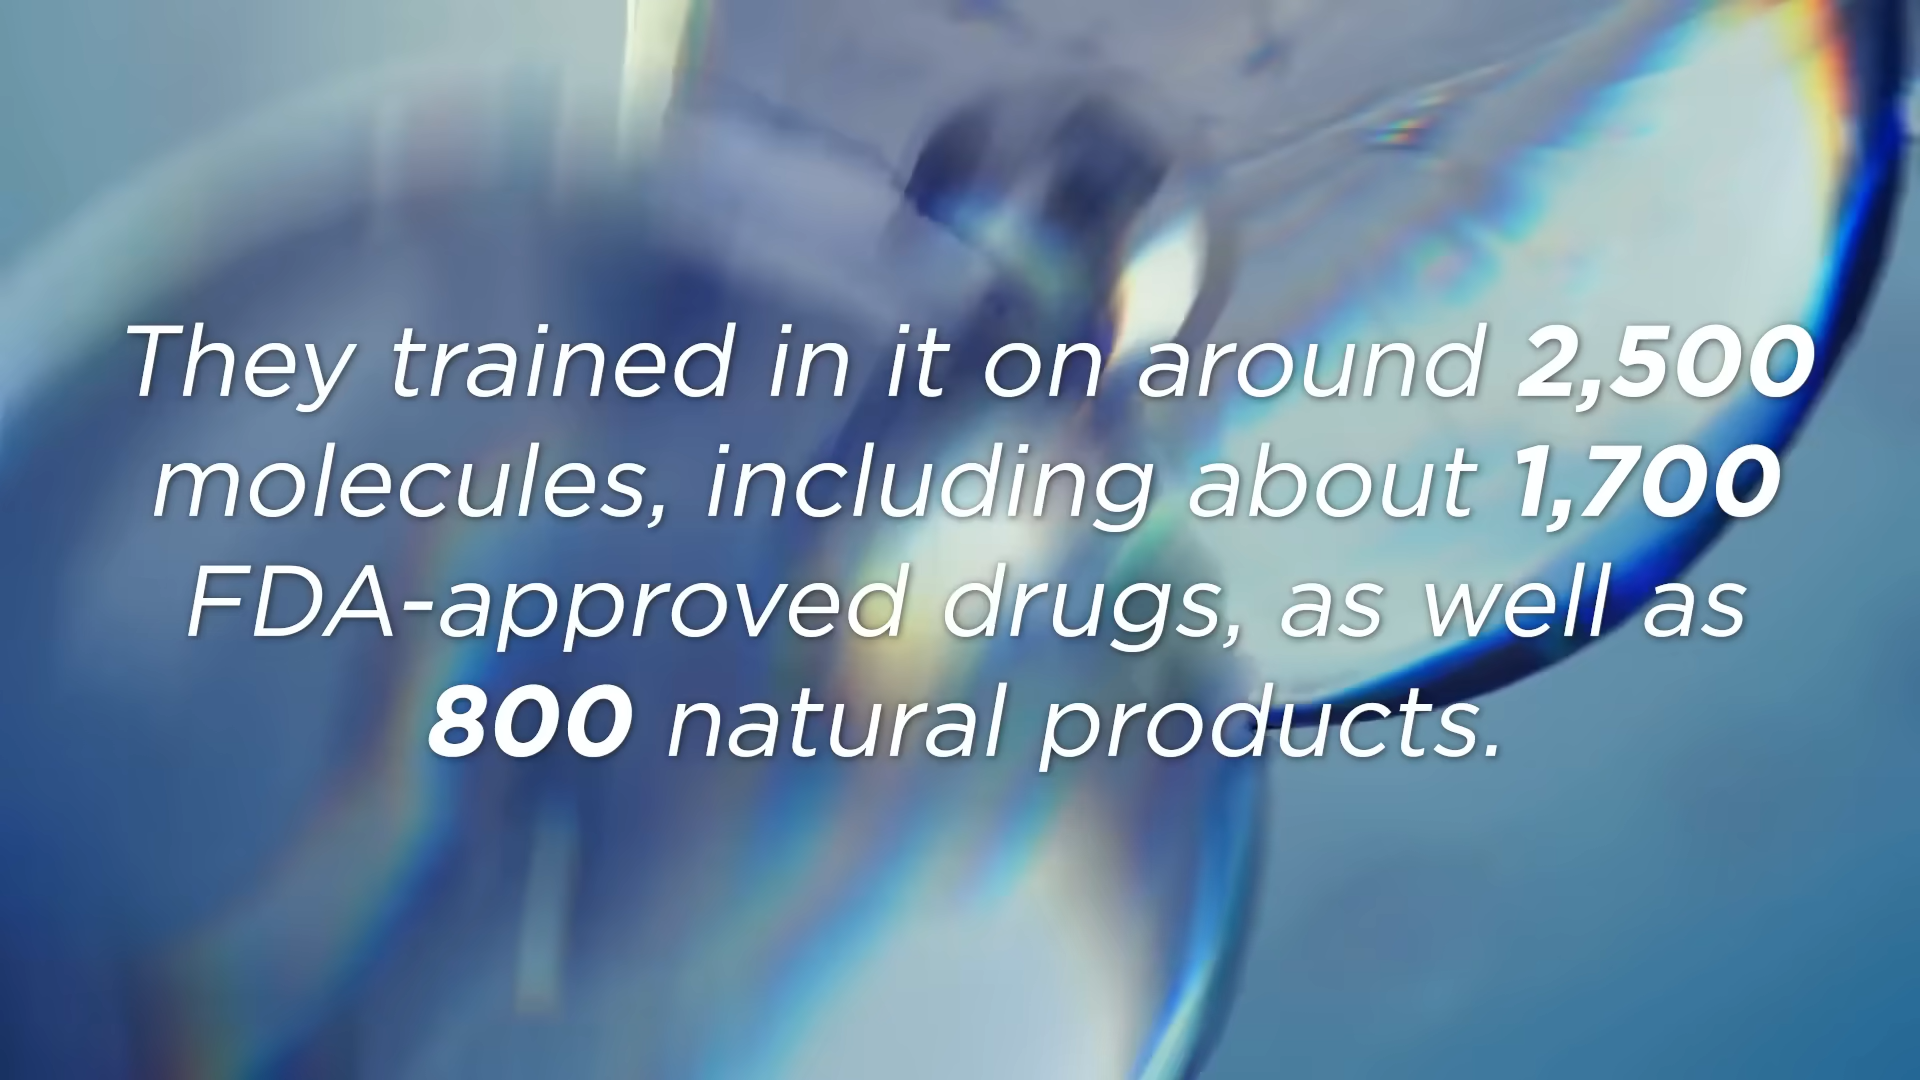 They trained in it on around 2,500
molecules, including about 1,700
FDA-approved drugs, as well as
800 natural products.